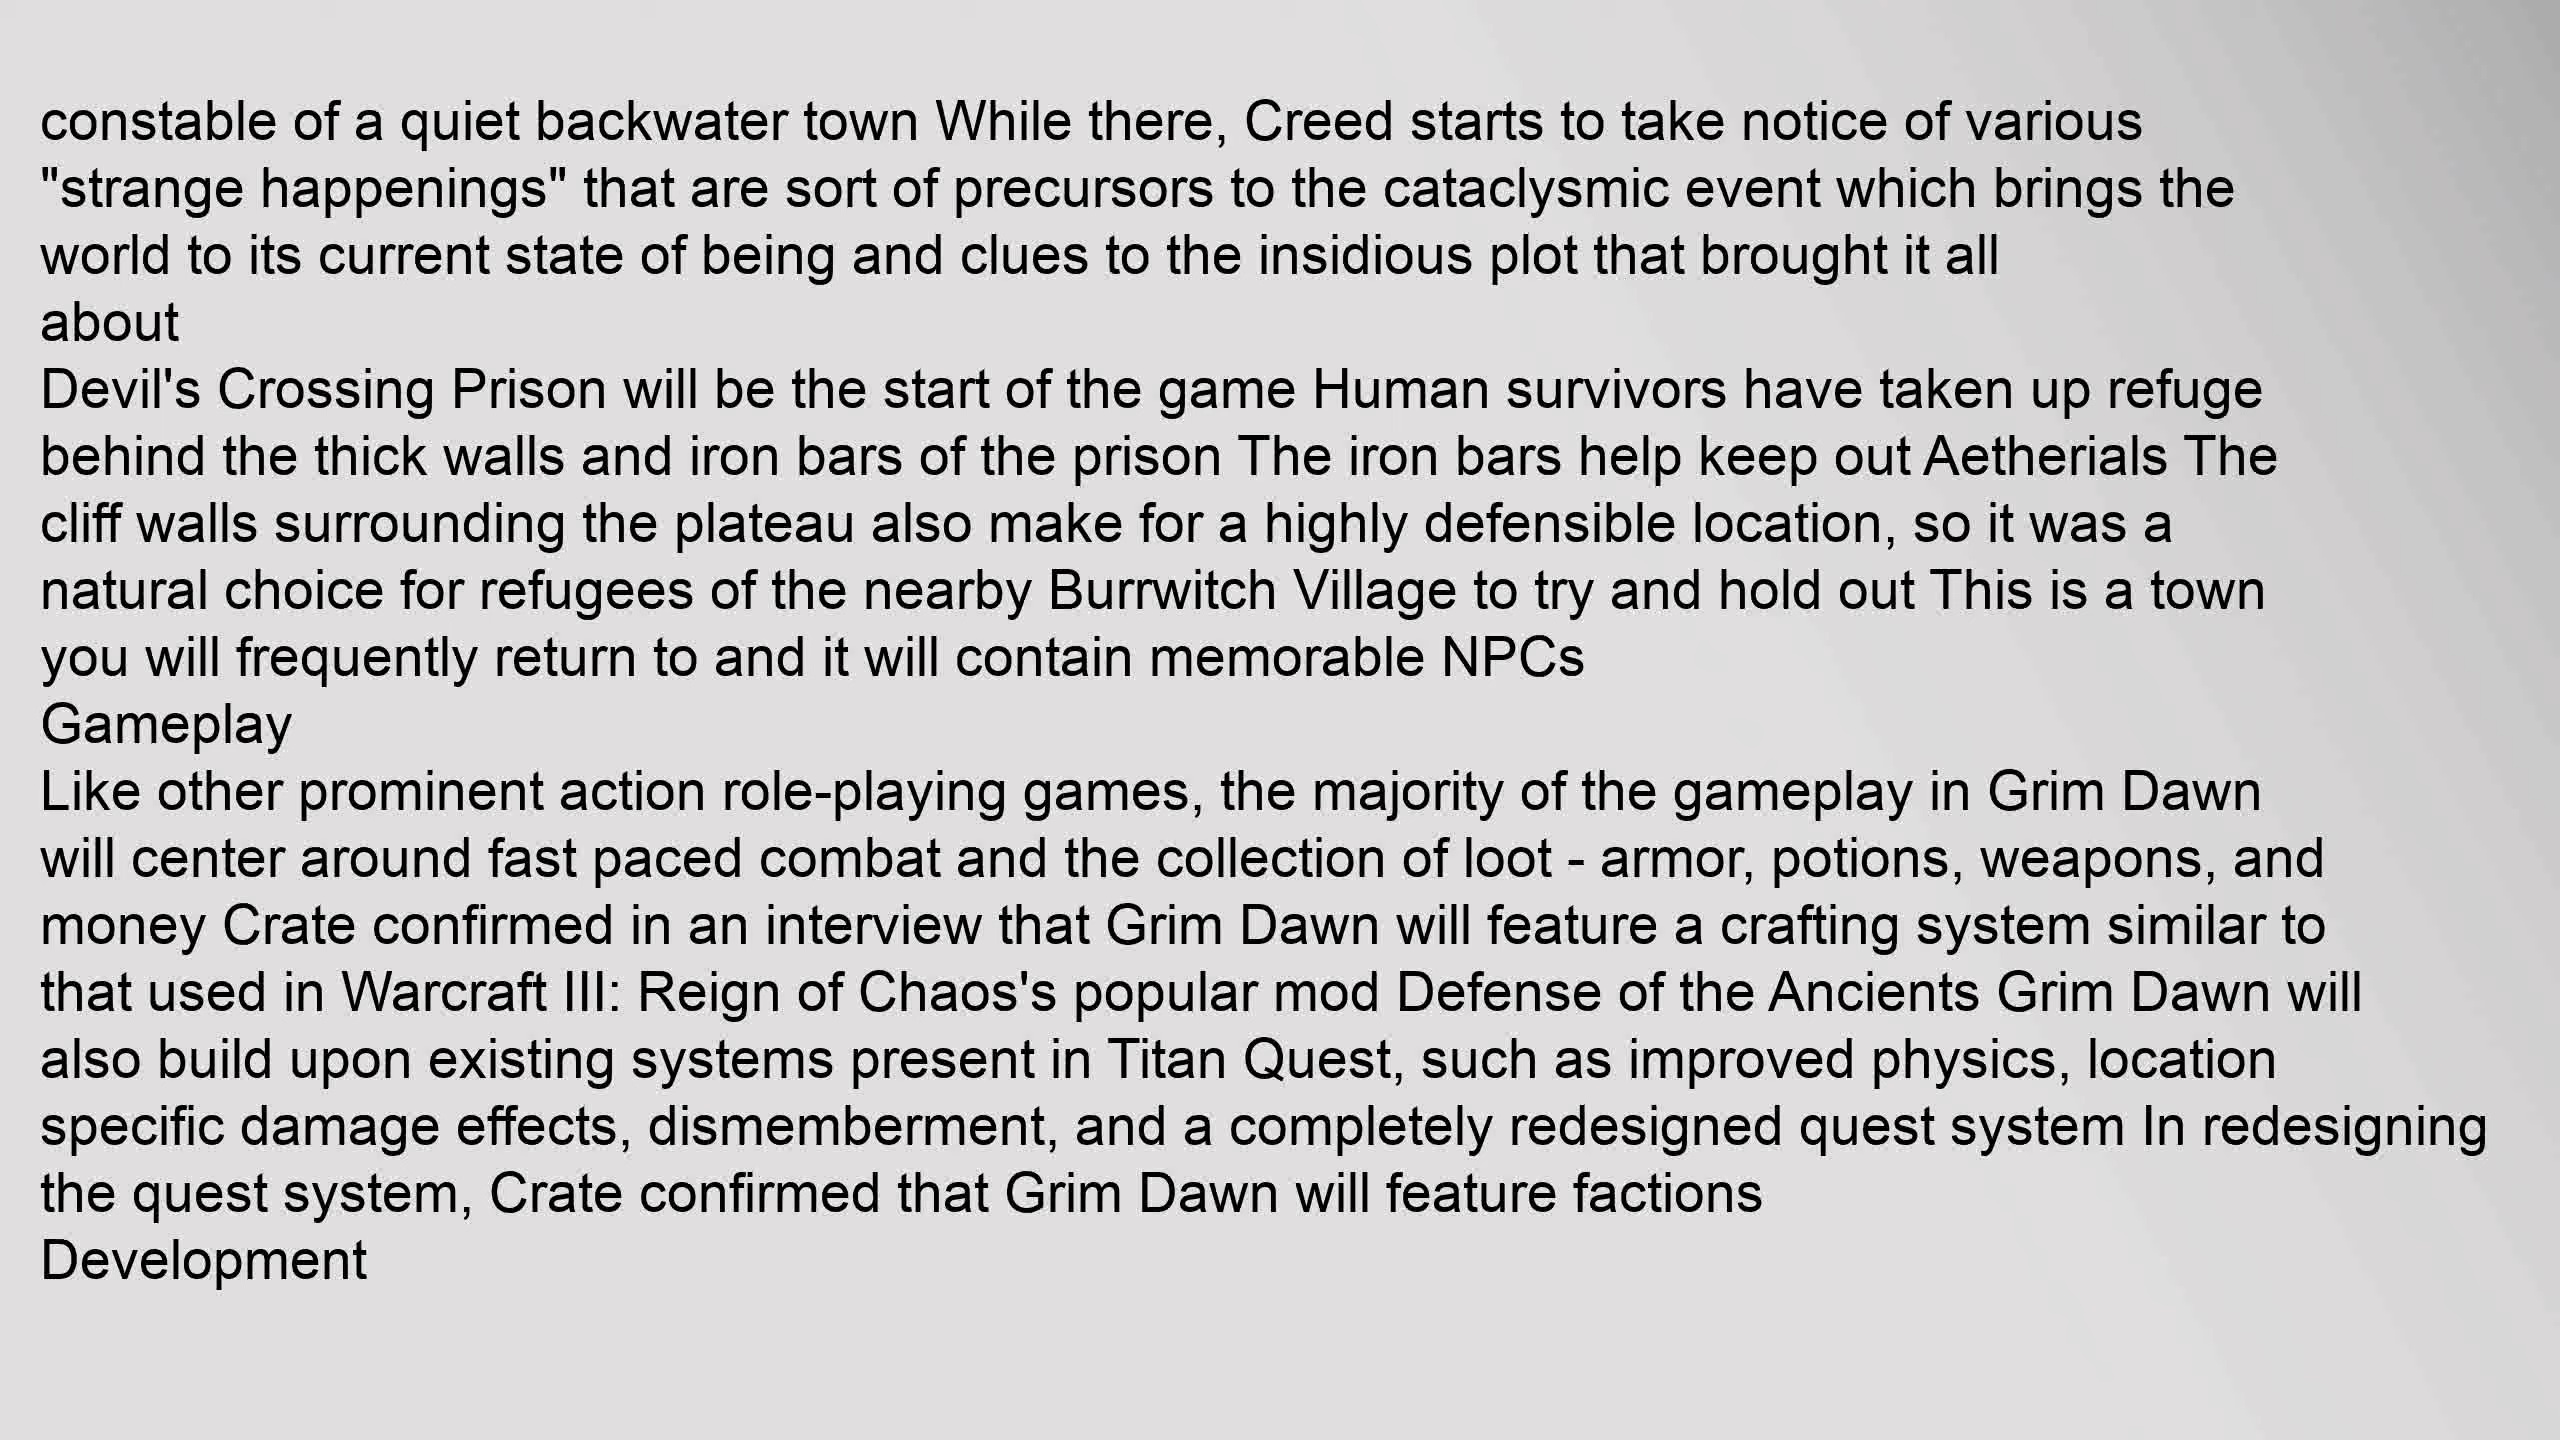 constable of a quiet backwater town While there, Creed starts to take notice of various
"strange happenings" that are sort of precursors to the cataclysmic event which brings the
world to its current state of being and clues to the insidious plot that brought it all
about
Devil's Crossing Prison will be the start of the game Human survivors have taken up refuge
behind the thick walls and iron bars of the prison The iron bars help keep out Aetherials The
cliff walls surrounding the plateau also make for a highly defensible location, so it was a
natural choice for refugees of the nearby Burrwitch Village to try and hold out This is a town
you will frequently return to and it will contain memorable NPCs
Gameplay
Like other prominent action role-playing games, the majority of the gameplay in Grim Dawn
will center around fast paced combat and the collection of loot - armor, potions, weapons, and
money Crate confirmed in an interview that Grim Dawn will feature a crafting system similar to
that used in Warcraft III: Reign of Chaos's popular mod Defense of the Ancients Grim Dawn will
also build upon existing systems present in Titan Quest, such as improved physics, location
specific damage effects, dismemberment, and a completely redesigned quest system In redesigning
the quest system, Crate confirmed that Grim Dawn will feature factions
Development